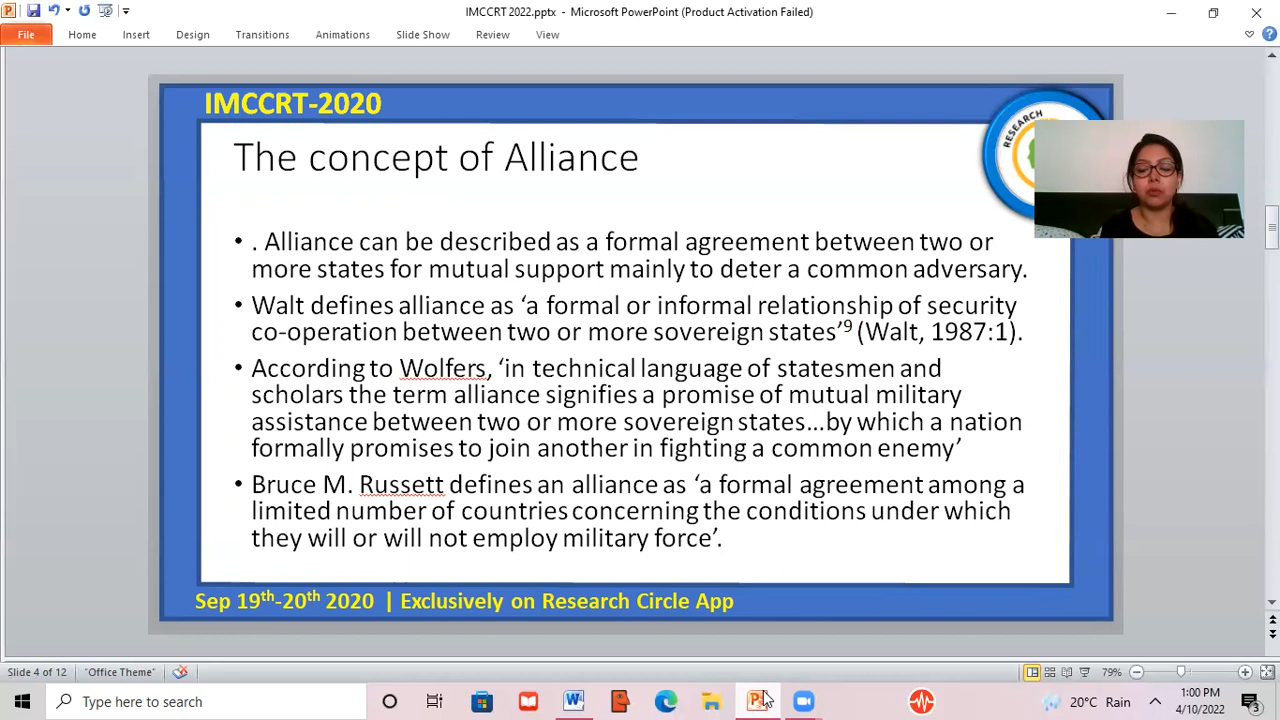 IMCCRT 2022.pptx - Microsoft PowerPoint (Product Activation Failed)
File Home Insert Design Transitions Animations Slide Show Review View
IMCCRT-2020
RESEARCH
The concept of Alliance
• . Alliance can be described as a formal agreement between two or
more states for mutual support mainly to deter a common adversary.
• Walt defines alliance as ‘a formal or informal relationship of security
co-operation between two or more sovereign states’9 (Walt, 1987:1).
• According to Wolfers, ‘in technical language of statesmen and
scholars the term alliance signifies a promise of mutual military
assistance between two or more sovereign states...by which a nation
formally promises to join another in fighting a common enemy’
• Bruce M. Russett defines an alliance as ‘a formal agreement among a
limited number of countries concerning the conditions under which
they will or will not employ military force’.
Sep 19th-20th 2020 | Exclusively on Research Circle App
Slide 4 of 12 "Office Theme" 79%
Type here to search
20°C Rain
1:00 PM
4/10/2022
3